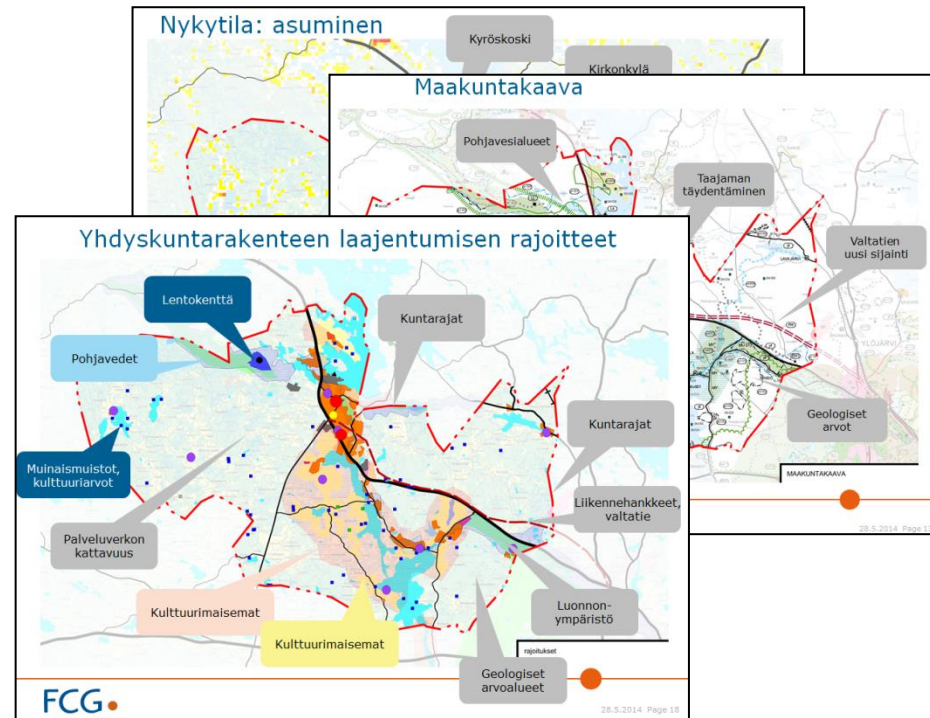 Nykytila: asuminen
Kyröskoski
Kirkonkylä
Maakuntakaava
Pohjavesialueet
Taajaman
täydentäminen
Valtatien
uusi sijainti
YLÖJÄRVI
Geologiset
arvot
MAAKUNTAKAAVA
28.5.2014 Page 17
Yhdyskuntarakenteen laajentumisen rajoitteet
Lentokenttä
Kuntarajat
Pohjavedet
Kuntarajat
Muinaismuistot,
kulttuuriarvot
Liikennehankkeet,
valtatie
Palveluverkon
kattavuus
Kulttuurimaisemat
Luonnon-
ympäristö
Kulttuurimaisemat
rajoitukset
Geologiset
arvoalueet
FCG
28.5.2014 Page 18